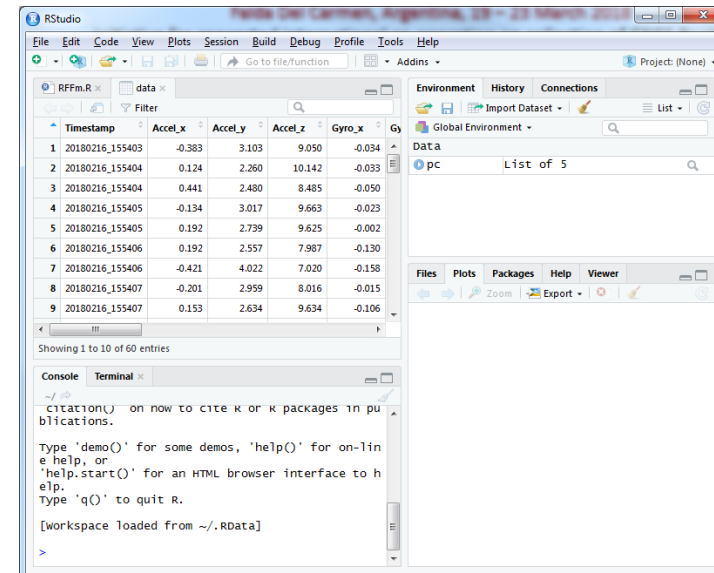 Falda Del Carmen, Argentina, 19 – 23 March 2018
RStudio
File Edit Code View Plots Session Build Debug Profile Tools Help
Go to file/function Addins Project: (None)
RFFm.R data
Filter
Timestamp Accel_x Accel_y Accel_z Gyro_x Gy
1 20180216_155403 -0.383 3.103 9.050 -0.034
2 20180216_155404 0.124 2.260 10.142 -0.033
3 20180216_155404 0.441 2.480 8.485 -0.050
4 20180216_155405 -0.134 3.017 9.663 -0.023
5 20180216_155405 0.192 2.739 9.625 -0.002
6 20180216_155406 0.192 2.557 7.987 -0.130
7 20180216_155406 -0.421 4.022 7.020 -0.158
8 20180216_155407 -0.201 2.959 8.016 -0.015
9 20180216_155407 0.153 2.634 9.634 -0.106
Showing 1 to 10 of 60 entries
Console Terminal
~/
'citation()' on how to cite R or R packages in pu
blications.
Type 'demo()' for some demos, 'help()' for on-lin
e help, or
'help.start()' for an HTML browser interface to h
elp.
Type 'q()' to quit R.
[Workspace loaded from ~/.RData]
>
Environment History Connections
Import Dataset List
Global Environment
Data
pc List of 5
Files Plots Packages Help Viewer
Zoom Export